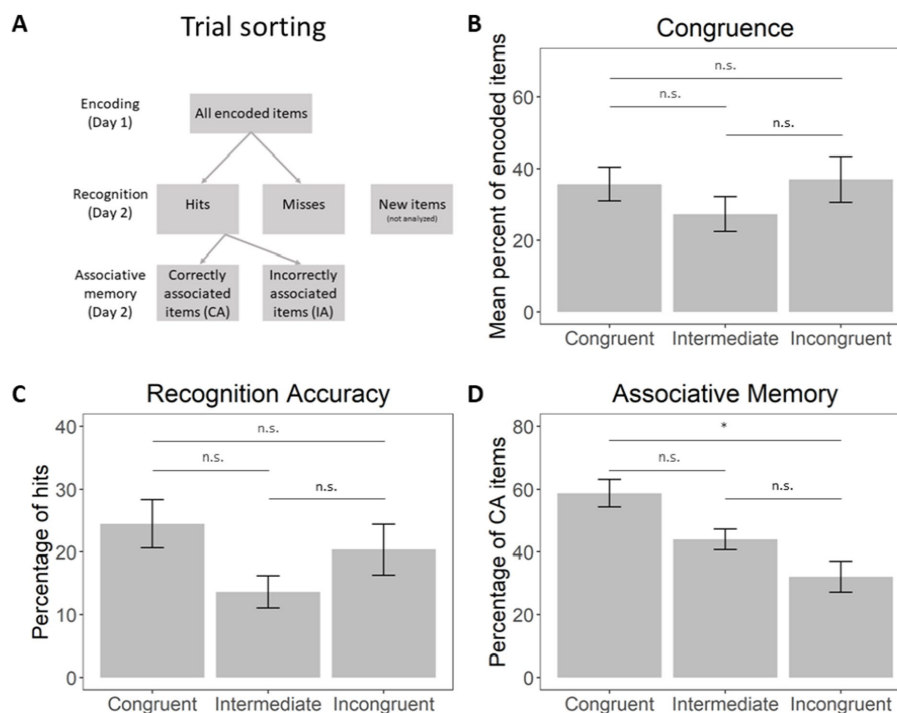 A
Trial sorting
Encoding
(Day 1)
All encoded items
Recognition
(Day 2)
Hits
Misses
New items
(not analyzed)
Associative
memory
(Day 2)
Correctly
associated
items (CA)
Incorrectly
associated
items (IA)
B
Congruence
Mean percent of encoded items
60
40
20
0
n.s.
n.s.
n.s.
Congruent
Intermediate
Incongruent
C
Recognition Accuracy
Percentage of hits
40
30
20
10
0
n.s.
n.s.
n.s.
Congruent
Intermediate
Incongruent
D
Associative Memory
Percentage of CA items
80
60
40
20
0
*
n.s.
n.s.
Congruent
Intermediate
Incongruent